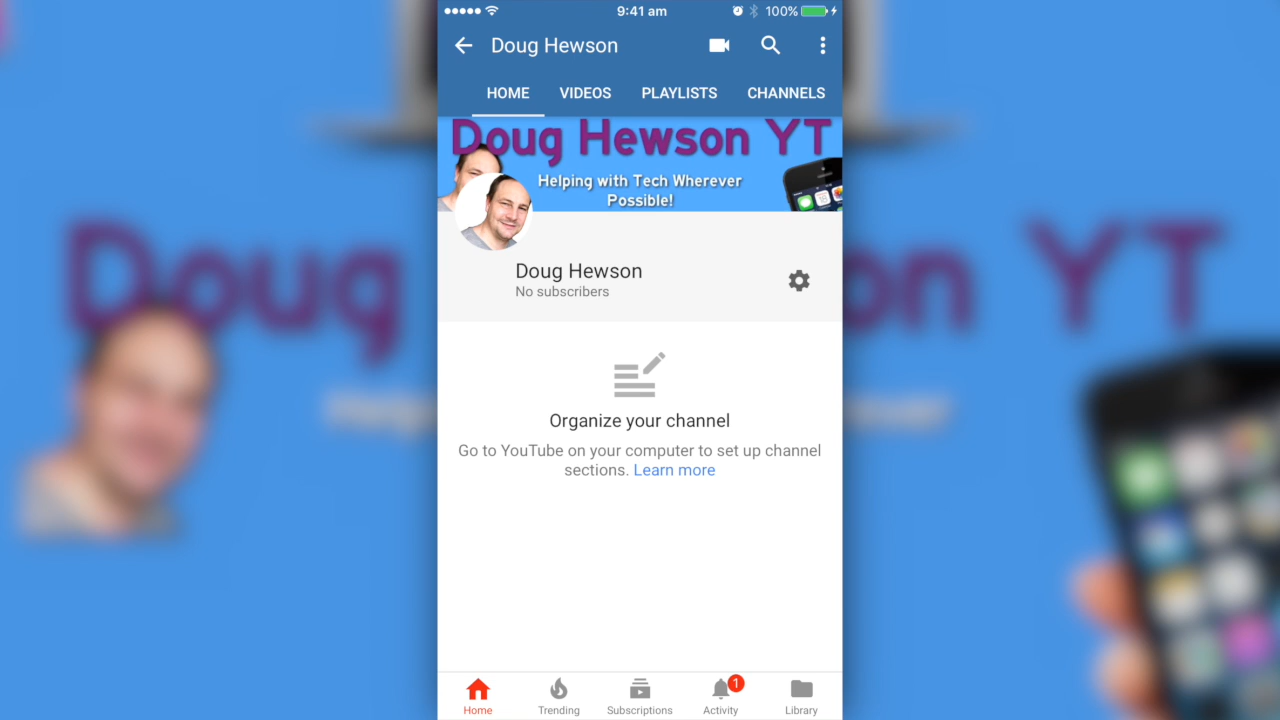 9:41 am
100%
Doug Hewson
HOME VIDEOS PLAYLISTS CHANNELS
Doug Hewson YT
Helping with Tech Wherever
Possible!
Doug Hewson
No subscribers
Organize your channel
Go to YouTube on your computer to set up channel
sections. Learn more
1
Home Trending Subscriptions Activity Library